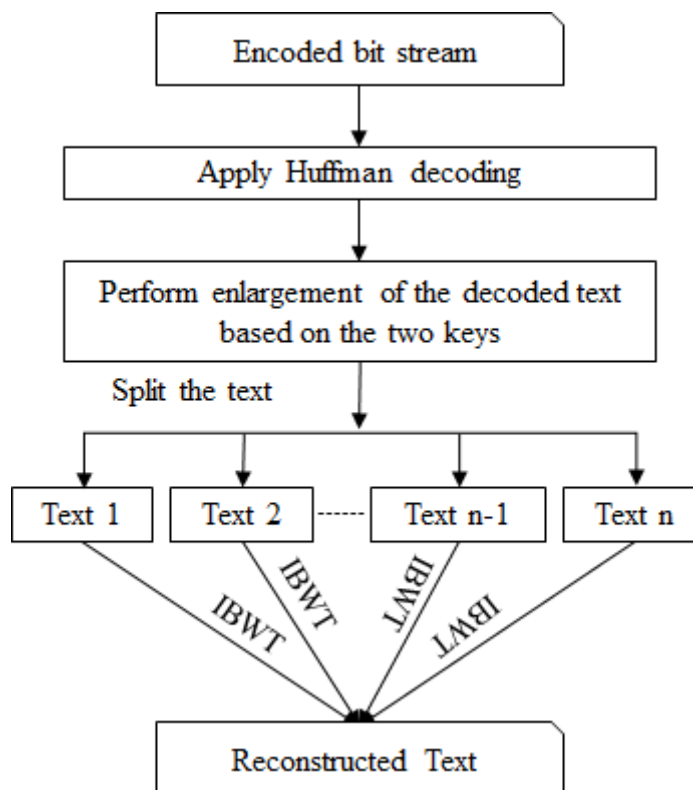 Encoded bit stream
Apply Huffman decoding
Perform enlargement of the decoded text
based on the two keys
Split the text
Text 1
Text 2
Text n-1
Text n
IBWT
IBWT
IBWT
IBWT
Reconstructed Text